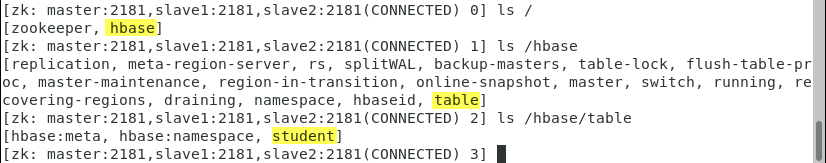 [zk: master:2181,slave1:2181,slave2:2181(CONNECTED) 0] ls /
[zookeeper, hbase]
[zk: master:2181,slave1:2181,slave2:2181(CONNECTED) 1] ls /hbase
[replication, meta-region-server, rs, splitWAL, backup-masters, table-lock, flush-table-pr
oc, master-maintenance, region-in-transition, online-snapshot, master, switch, running, re
covering-regions, draining, namespace, hbaseid, table]
[zk: master:2181,slave1:2181,slave2:2181(CONNECTED) 2] ls /hbase/table
[hbase:meta, hbase:namespace, student]
[zk: master:2181,slave1:2181,slave2:2181(CONNECTED) 3]